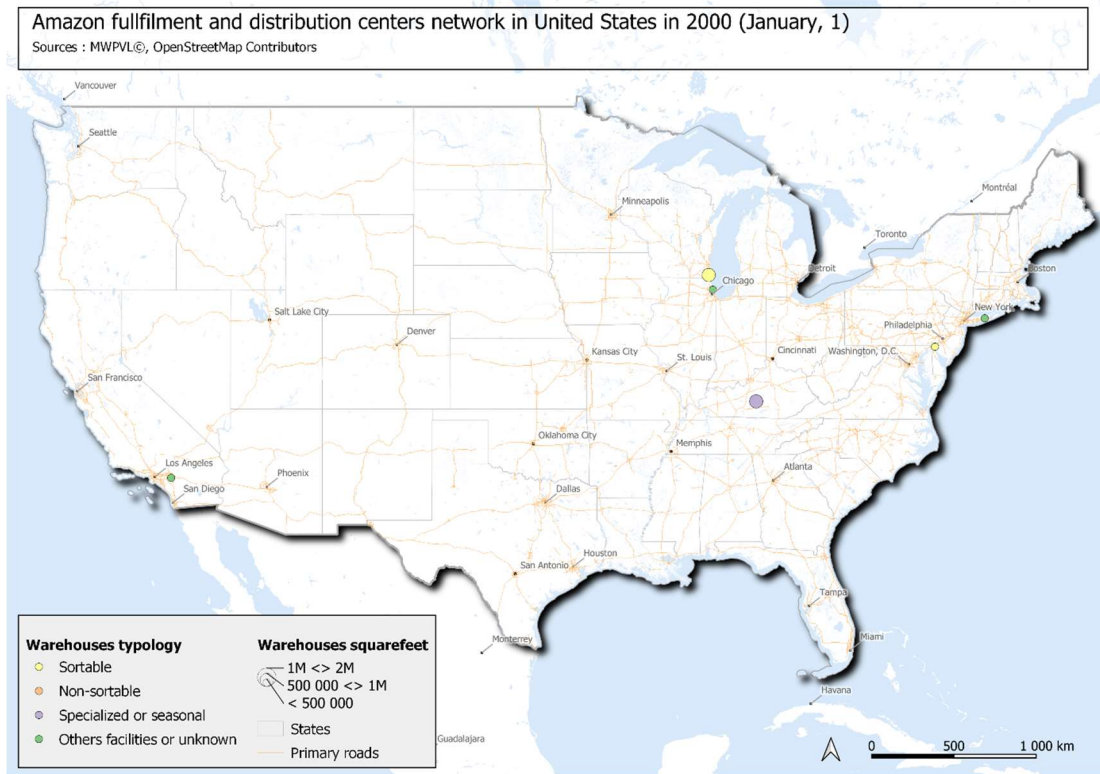 Amazon fullfilment and distribution centers network in United States in 2000 (January, 1)
Sources : MWPVL©, OpenStreetMap Contributors
Vancouver
Seattle
Minneapolis
Montréal
Toronto
Boston
Detroit
Chicago
New York
Salt Lake City
Philadelphia
Denver
Kansas City
St. Louis
Cincinnati
Washington, D.C.
San Francisco
Oklahoma City
Memphis
Los Angeles
Atlanta
Phoenix
San Diego
Dallas
San Antonio
Houston
Tampa
Monterrey
Miami
Havana
Guadalajara
Warehouses typology
Sortable
Non-sortable
Specialized or seasonal
Others facilities or unknown
Warehouses squarefeet
1M <> 2M
500 000 <> 1M
< 500 000
States
Primary roads
0 500 1 000 km